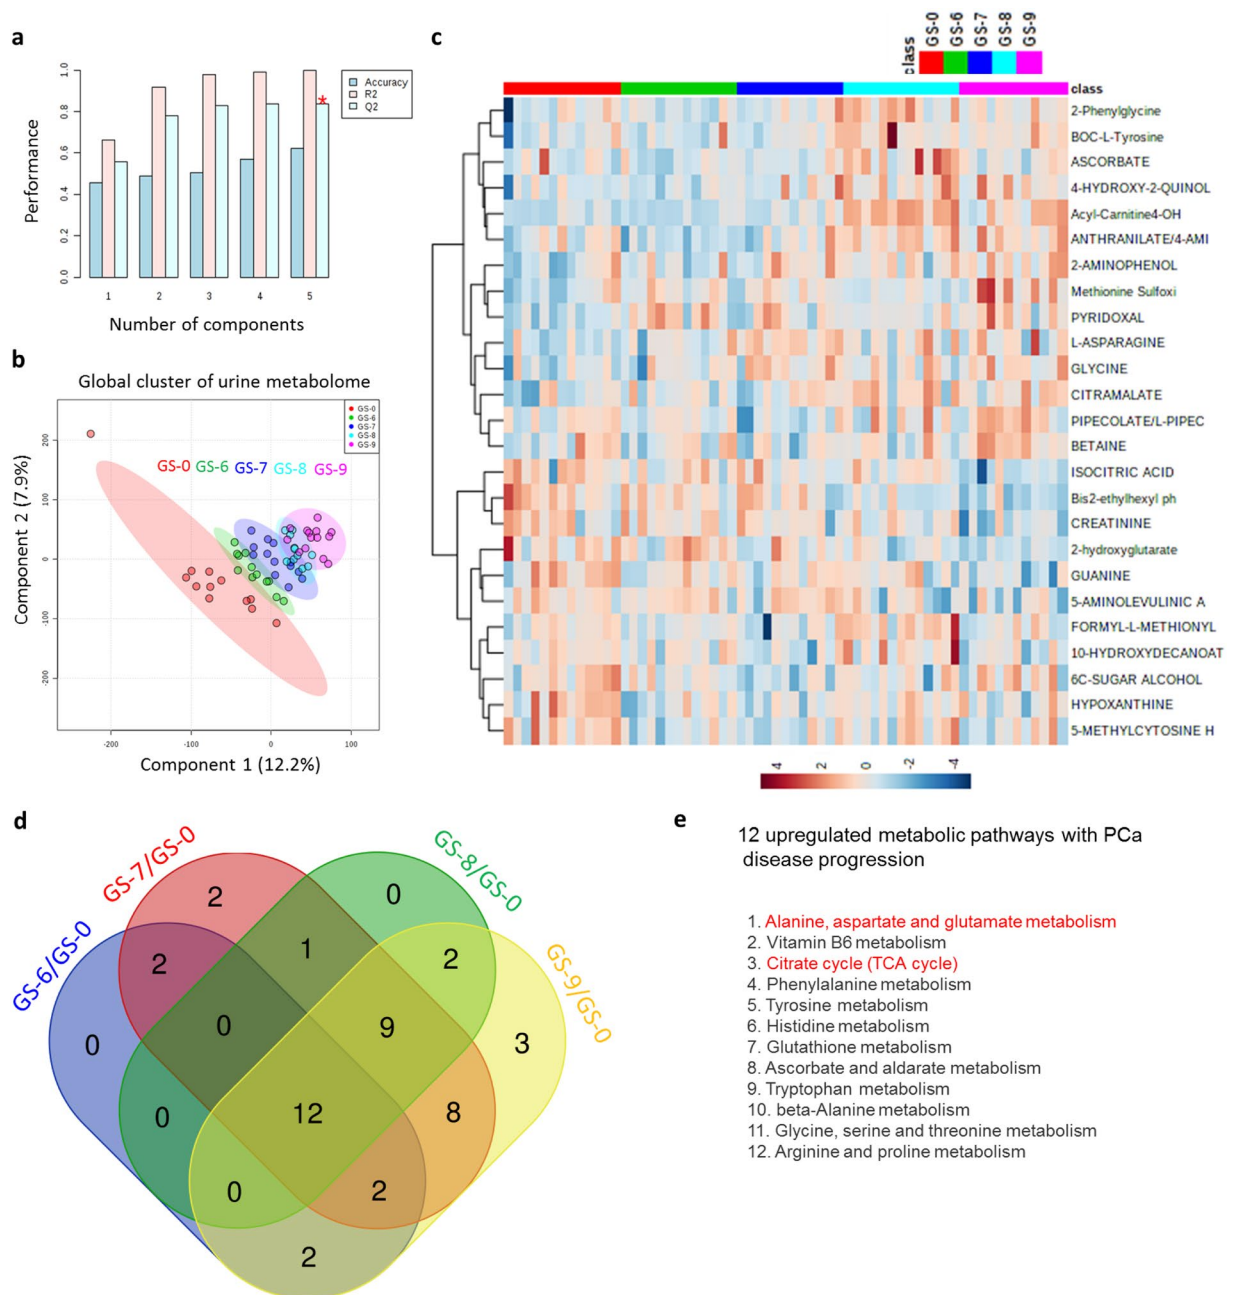 a
Performance
1.0
0.8
0.6
0.4
0.2
0.0
Accuracy
R2
Q2
*
1 2 3 4 5
Number of components
b
Global cluster of urine metabolome
GS-0
GS-6
GS-7
GS-8
GS-9
GS-0 GS-6 GS-7 GS-8 GS-9
Component 2 (7.9%)
200
100
0
-100
-200
-200 -100 0 100
Component 1 (12.2%)
c
class
GS-0
GS-6
GS-7
GS-8
GS-9
class
2-Phenylglycine
BOC-L-Tyrosine
ASCORBATE
4-HYDROXY-2-QUINOL
Acyl-Carnitine4-OH
ANTHRANILATE/4-AMI
2-AMINOPHENOL
Methionine Sulfoxi
PYRIDOXAL
L-ASPARAGINE
GLYCINE
CITRAMALATE
PIPECOLATE/L-PIPEC
BETAINE
ISOCITRIC ACID
Bis2-ethylhexyl ph
CREATININE
2-hydroxyglutarate
GUANINE
5-AMINOLEVULINIC A
FORMYL-L-METHIONYL
10-HYDROXYDECANOAT
6C-SUGAR ALCOHOL
HYPOXANTHINE
5-METHYLCYTOSINE H
4 2 0 -2 -4
d
GS-6/GS-0
GS-7/GS-0
GS-8/GS-0
GS-9/GS-0
2
0
2
1
2
0
0
9
3
0
12
8
0
2
2
e
12 upregulated metabolic pathways with PCa
disease progression
1. Alanine, aspartate and glutamate metabolism
2. Vitamin B6 metabolism
3. Citrate cycle (TCA cycle)
4. Phenylalanine metabolism
5. Tyrosine metabolism
6. Histidine metabolism
7. Glutathione metabolism
8. Ascorbate and aldarate metabolism
9. Tryptophan metabolism
10. beta-Alanine metabolism
11. Glycine, serine and threonine metabolism
12. Arginine and proline metabolism